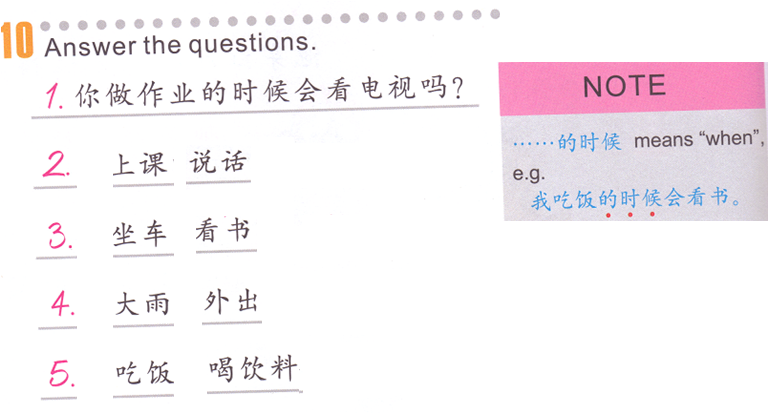 10 Answer the questions.
1. 你做作业的时候会看电视吗?
2. 上课 说话
3. 坐车 看书
4. 大雨 外出
5. 吃饭 喝饮料
NOTE
……的时候 means “when”,
e.g.
我吃饭的时候会看书。